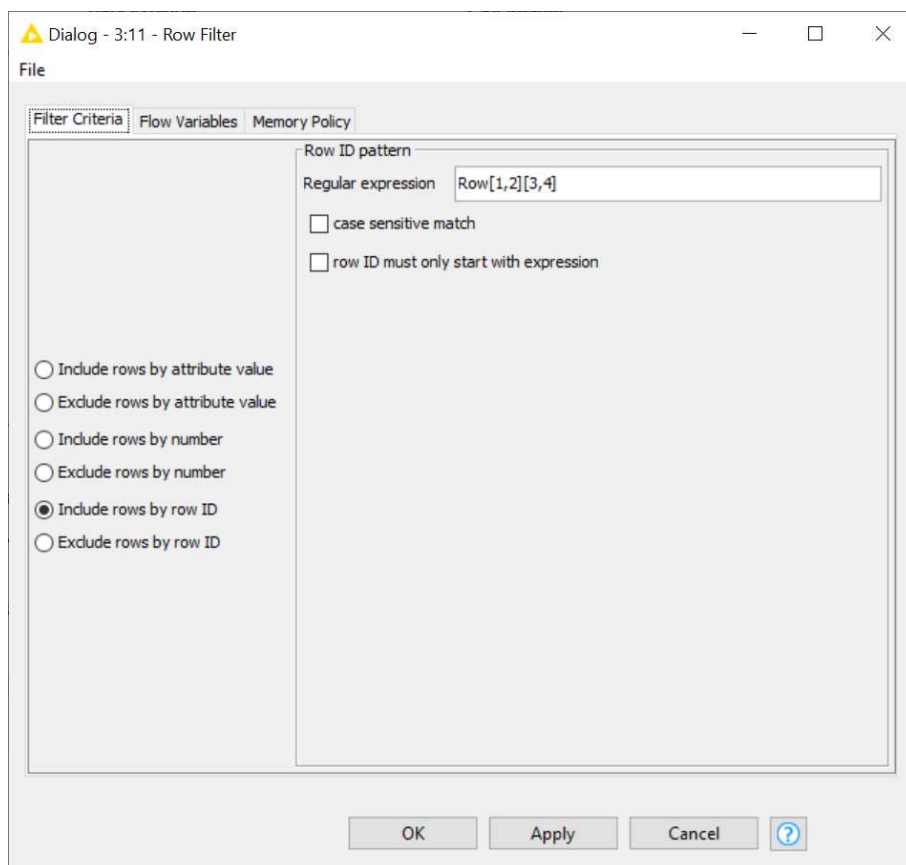 Dialog - 3:11 - Row Filter
File
Filter Criteria Flow Variables Memory Policy
Row ID pattern
Regular expression Row[1,2][3,4]
case sensitive match
row ID must only start with expression
Include rows by attribute value
Exclude rows by attribute value
Include rows by number
Exclude rows by number
Include rows by row ID
Exclude rows by row ID
OK Apply Cancel ?